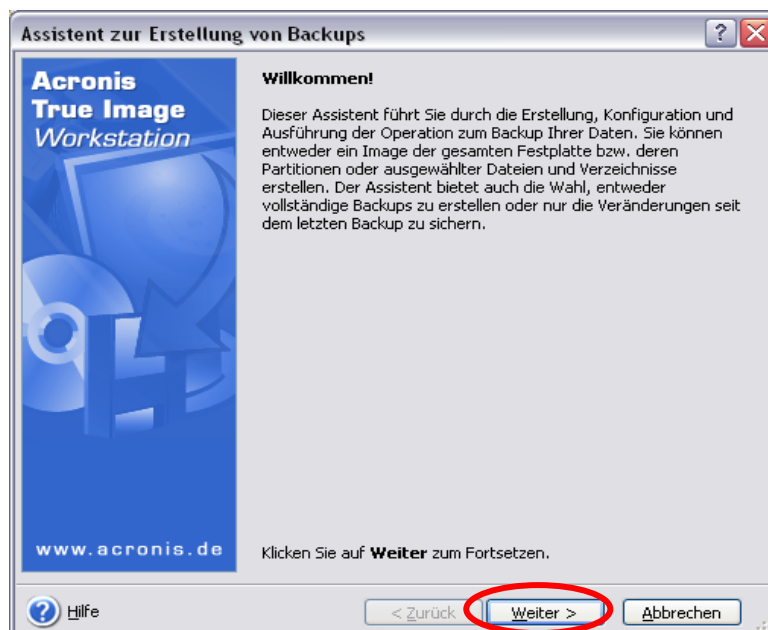 Assistent zur Erstellung von Backups
Acronis
True Image
Workstation
Willkommen!
Dieser Assistent führt Sie durch die Erstellung, Konfiguration und
Ausführung der Operation zum Backup Ihrer Daten. Sie können
entweder ein Image der gesamten Festplatte bzw. deren
Partitionen oder ausgewählter Dateien und Verzeichnisse
erstellen. Der Assistent bietet auch die Wahl, entweder
vollständige Backups zu erstellen oder nur die Veränderungen seit
dem letzten Backup zu sichern.
www.acronis.de
Klicken Sie auf Weiter zum Fortsetzen.
Hilfe
< Zurück
Weiter >
Abbrechen